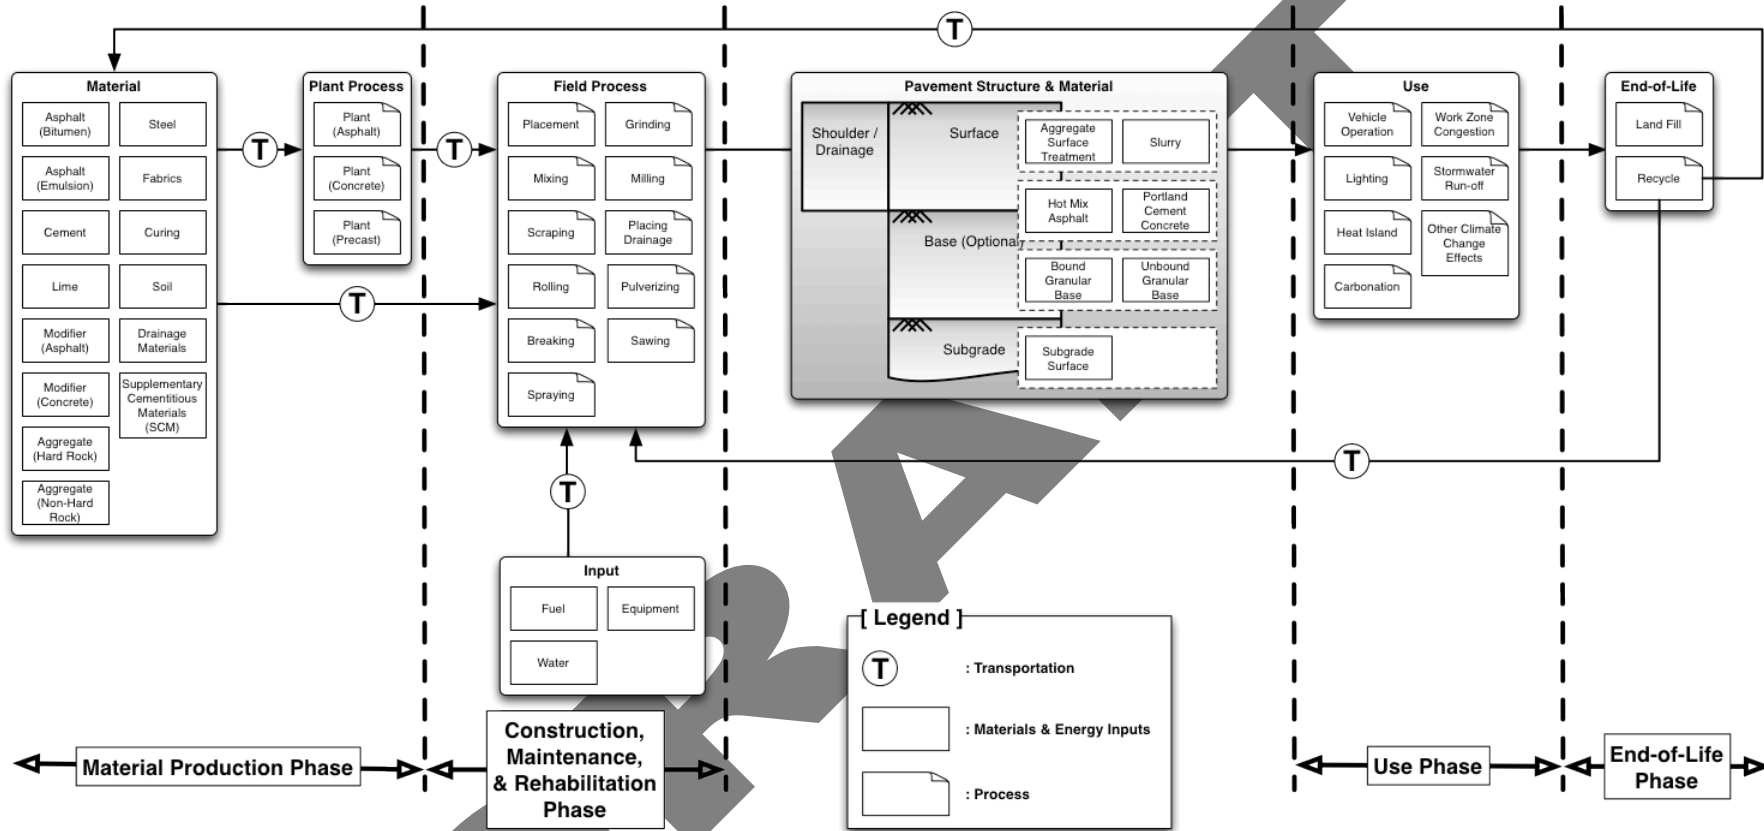 T
Material
Asphalt
(Bitumen)
Steel
Asphalt
(Emulsion)
Fabrics
Cement
Curing
Lime
Soil
Modifier
(Asphalt)
Drainage
Materials
Modifier
(Concrete)
Supplementary
Cementitious
Materials
(SCM)
Aggregate
(Hard Rock)
Aggregate
(Non-Hard
Rock)
T
T
Plant Process
Plant
(Asphalt)
Plant
(Concrete)
Plant
(Precast)
T
Field Process
Placement
Grinding
Mixing
Milling
Scraping
Placing
Drainage
Rolling
Pulverizing
Breaking
Sawing
Spraying
Pavement Structure & Material
Shoulder /
Drainage
Surface
Aggregate
Surface
Treatment
Slurry
Hot Mix
Asphalt
Portland
Cement
Concrete
Base (Optional)
Bound
Granular
Base
Unbound
Granular
Base
Subgrade
Subgrade
Surface
Use
Vehicle
Operation
Work Zone
Congestion
Lighting
Stormwater
Run-off
Heat Island
Other Climate
Change
Effects
Carbonation
End-of-Life
Land Fill
Recycle
T
T
Input
Fuel
Equipment
Water
[ Legend ]
T : Transportation
: Materials & Energy Inputs
: Process
Material Production Phase
Construction,
Maintenance,
& Rehabilitation
Phase
Use Phase
End-of-Life
Phase